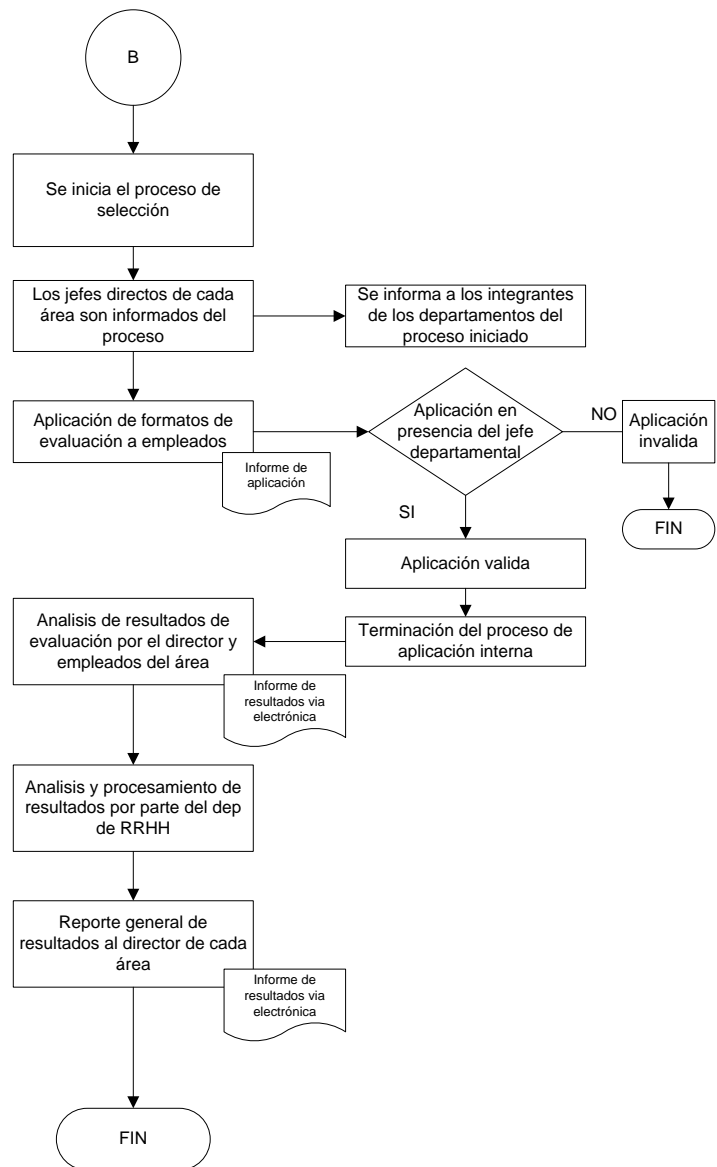 B
Se inicia el proceso de
selección
Los jefes directos de cada
área son informados del
proceso
Se informa a los integrantes
de los departamentos del
proceso iniciado
Aplicación de formatos de
evaluación a empleados
Informe de
aplicación
Aplicación en
presencia del jefe
departamental
NO
Aplicación
invalida
FIN
SI
Aplicación valida
Terminación del proceso de
aplicación interna
Analisis de resultados de
evaluación por el director y
empleados del área
Informe de
resultados via
electrónica
Analisis y procesamiento de
resultados por parte del dep
de RRHH
Reporte general de
resultados al director de cada
área
Informe de
resultados via
electrónica
FIN